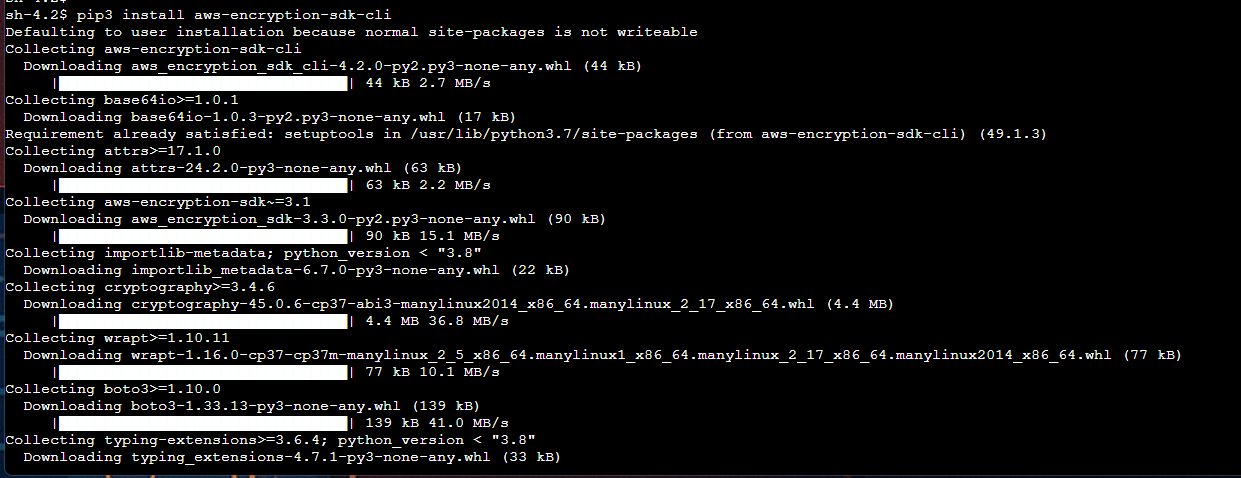 sh-4.2$ pip3 install aws-encryption-sdk-cli
Defaulting to user installation because normal site-packages is not writeable
Collecting aws-encryption-sdk-cli
  Downloading aws_encryption_sdk_cli-4.2.0-py2.py3-none-any.whl (44 kB)
     || 44 kB 2.7 MB/s
Collecting base64io>=1.0.1
  Downloading base64io-1.0.3-py2.py3-none-any.whl (17 kB)
Requirement already satisfied: setuptools in /usr/lib/python3.7/site-packages (from aws-encryption-sdk-cli) (49.1.3)
Collecting attrs>=17.1.0
  Downloading attrs-24.2.0-py3-none-any.whl (63 kB)
     || 63 kB 2.2 MB/s
Collecting aws-encryption-sdk~=3.1
  Downloading aws_encryption_sdk-3.3.0-py2.py3-none-any.whl (90 kB)
     || 90 kB 15.1 MB/s
Collecting importlib-metadata; python_version < "3.8"
  Downloading importlib_metadata-6.7.0-py3-none-any.whl (22 kB)
Collecting cryptography>=3.4.6
  Downloading cryptography-45.0.6-cp37-abi3-manylinux2014_x86_64.manylinux_2_17_x86_64.whl (4.4 MB)
     || 4.4 MB 36.8 MB/s
Collecting wrapt>=1.10.11
  Downloading wrapt-1.16.0-cp37-cp37m-manylinux_2_5_x86_64.manylinux1_x86_64.manylinux_2_17_x86_64.manylinux2014_x86_64.whl (77 kB)
     || 77 kB 10.1 MB/s
Collecting boto3>=1.10.0
  Downloading boto3-1.33.13-py3-none-any.whl (139 kB)
     || 139 kB 41.0 MB/s
Collecting typing-extensions>=3.6.4; python_version < "3.8"
  Downloading typing_extensions-4.7.1-py3-none-any.whl (33 kB)